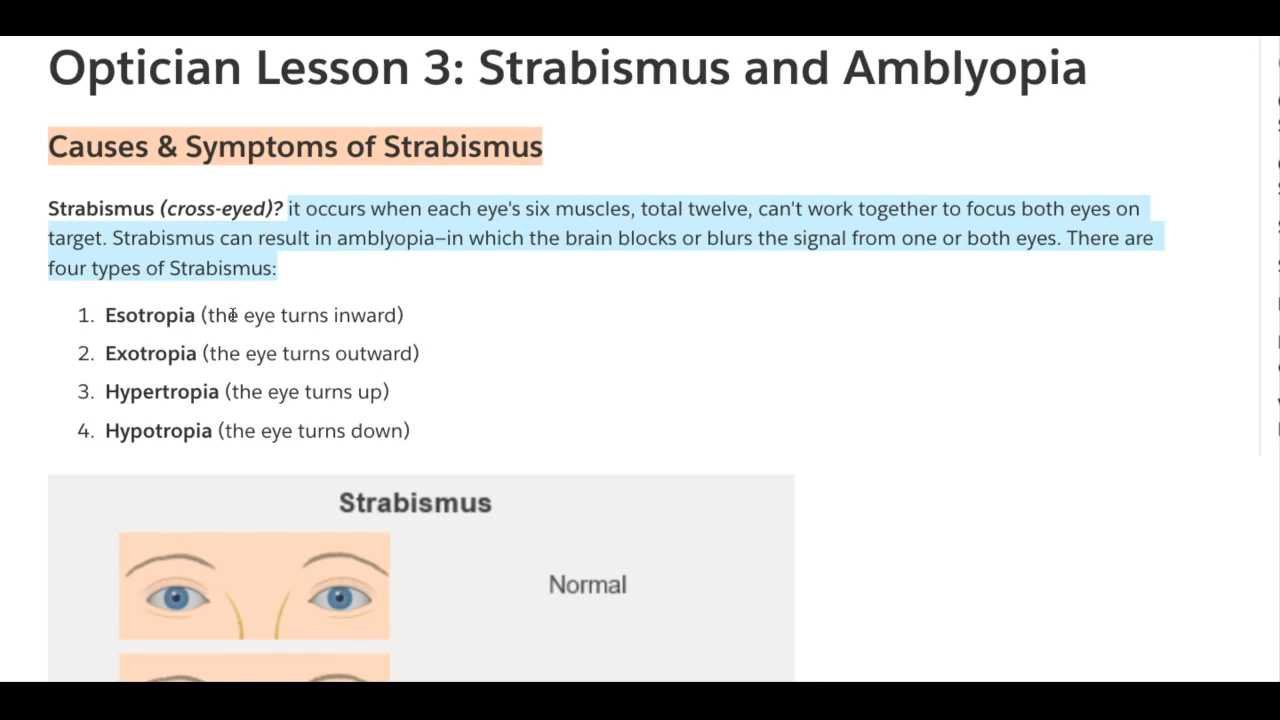 Optician Lesson 3: Strabismus and Amblyopia
Causes & Symptoms of Strabismus
Strabismus (cross-eyed)? it occurs when each eye's six muscles, total twelve, can't work together to focus both eyes on
target. Strabismus can result in amblyopia—in which the brain blocks or blurs the signal from one or both eyes. There are
four types of Strabismus:
1. Esotropia (the eye turns inward)
2. Exotropia (the eye turns outward)
3. Hypertropia (the eye turns up)
4. Hypotropia (the eye turns down)
Strabismus
Normal